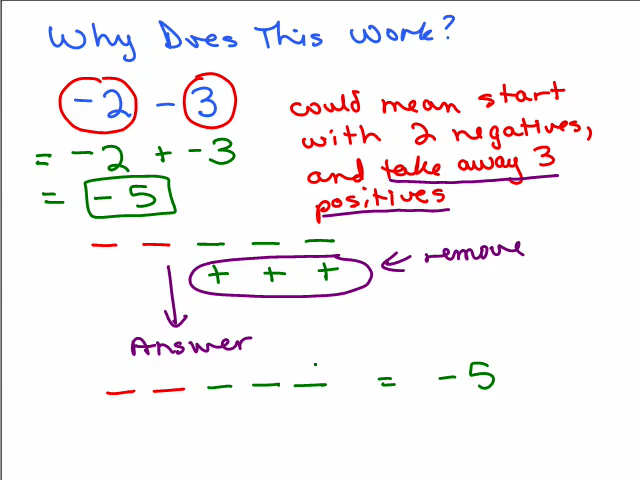 Why Does This Work?
-2 - 3
= -2 + -3
= -5
could mean start
with 2 negatives,
and take away 3
positives
- - - - -
+ + + ← remove
Answer
- - - - - = -5